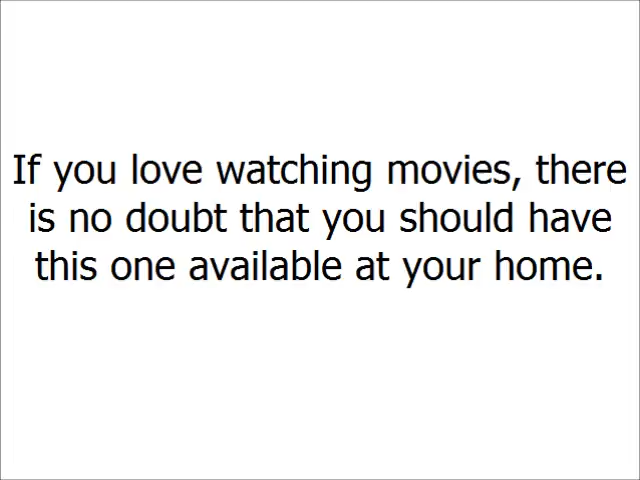 If you love watching movies, there
is no doubt that you should have
this one available at your home.